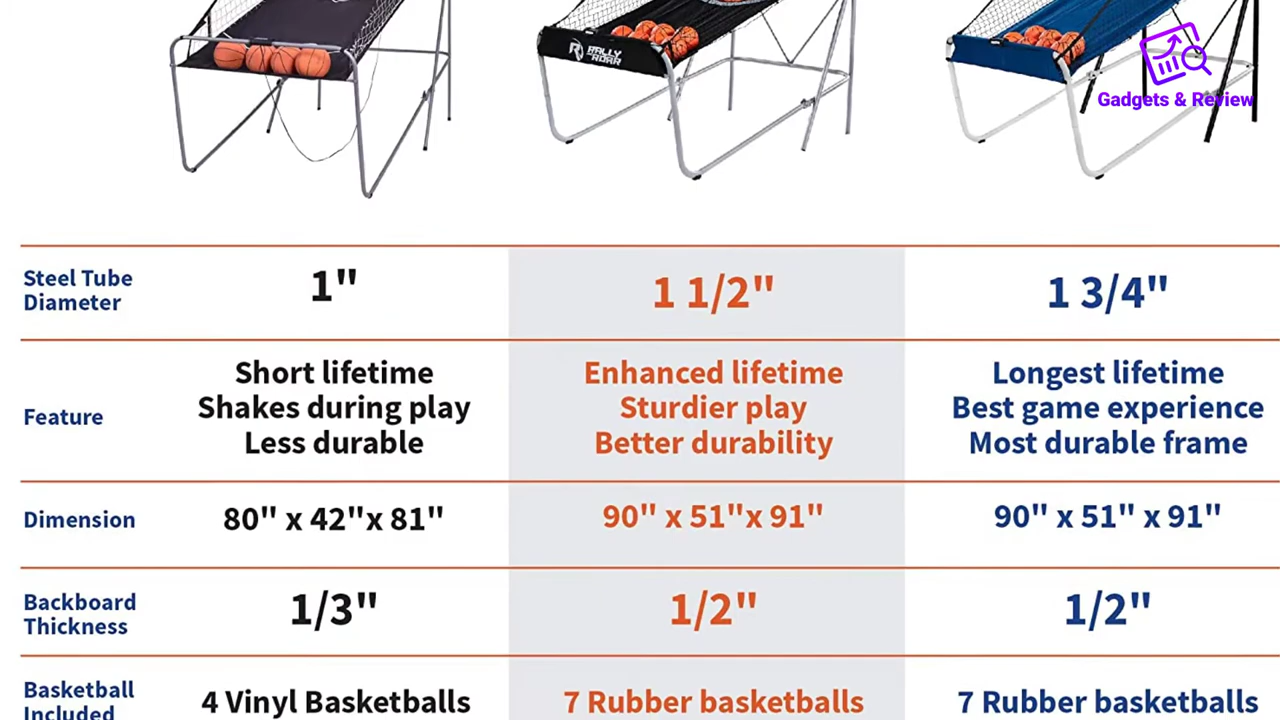 RALLY
ROAR
Gadgets & Review
Steel Tube
Diameter
1"
1 1/2"
1 3/4"
Feature
Short lifetime
Shakes during play
Less durable
Enhanced lifetime
Sturdier play
Better durability
Longest lifetime
Best game experience
Most durable frame
Dimension
80" x 42"x 81"
90" x 51"x 91"
90" x 51" x 91"
Backboard
Thickness
1/3"
1/2"
1/2"
Basketball
Included
4 Vinyl Basketballs
7 Rubber basketballs
7 Rubber basketballs